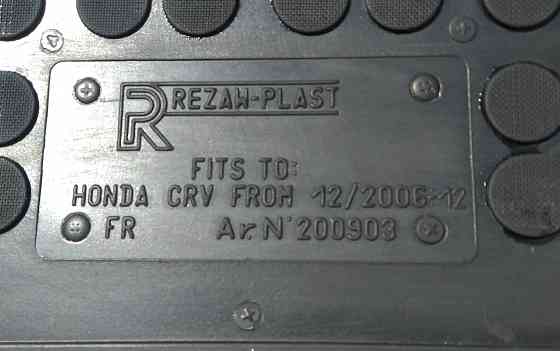 REZAW-PLAST
FITS TO:
HONDA CRV FROM 12/2006-12
FR Ar.N°200903